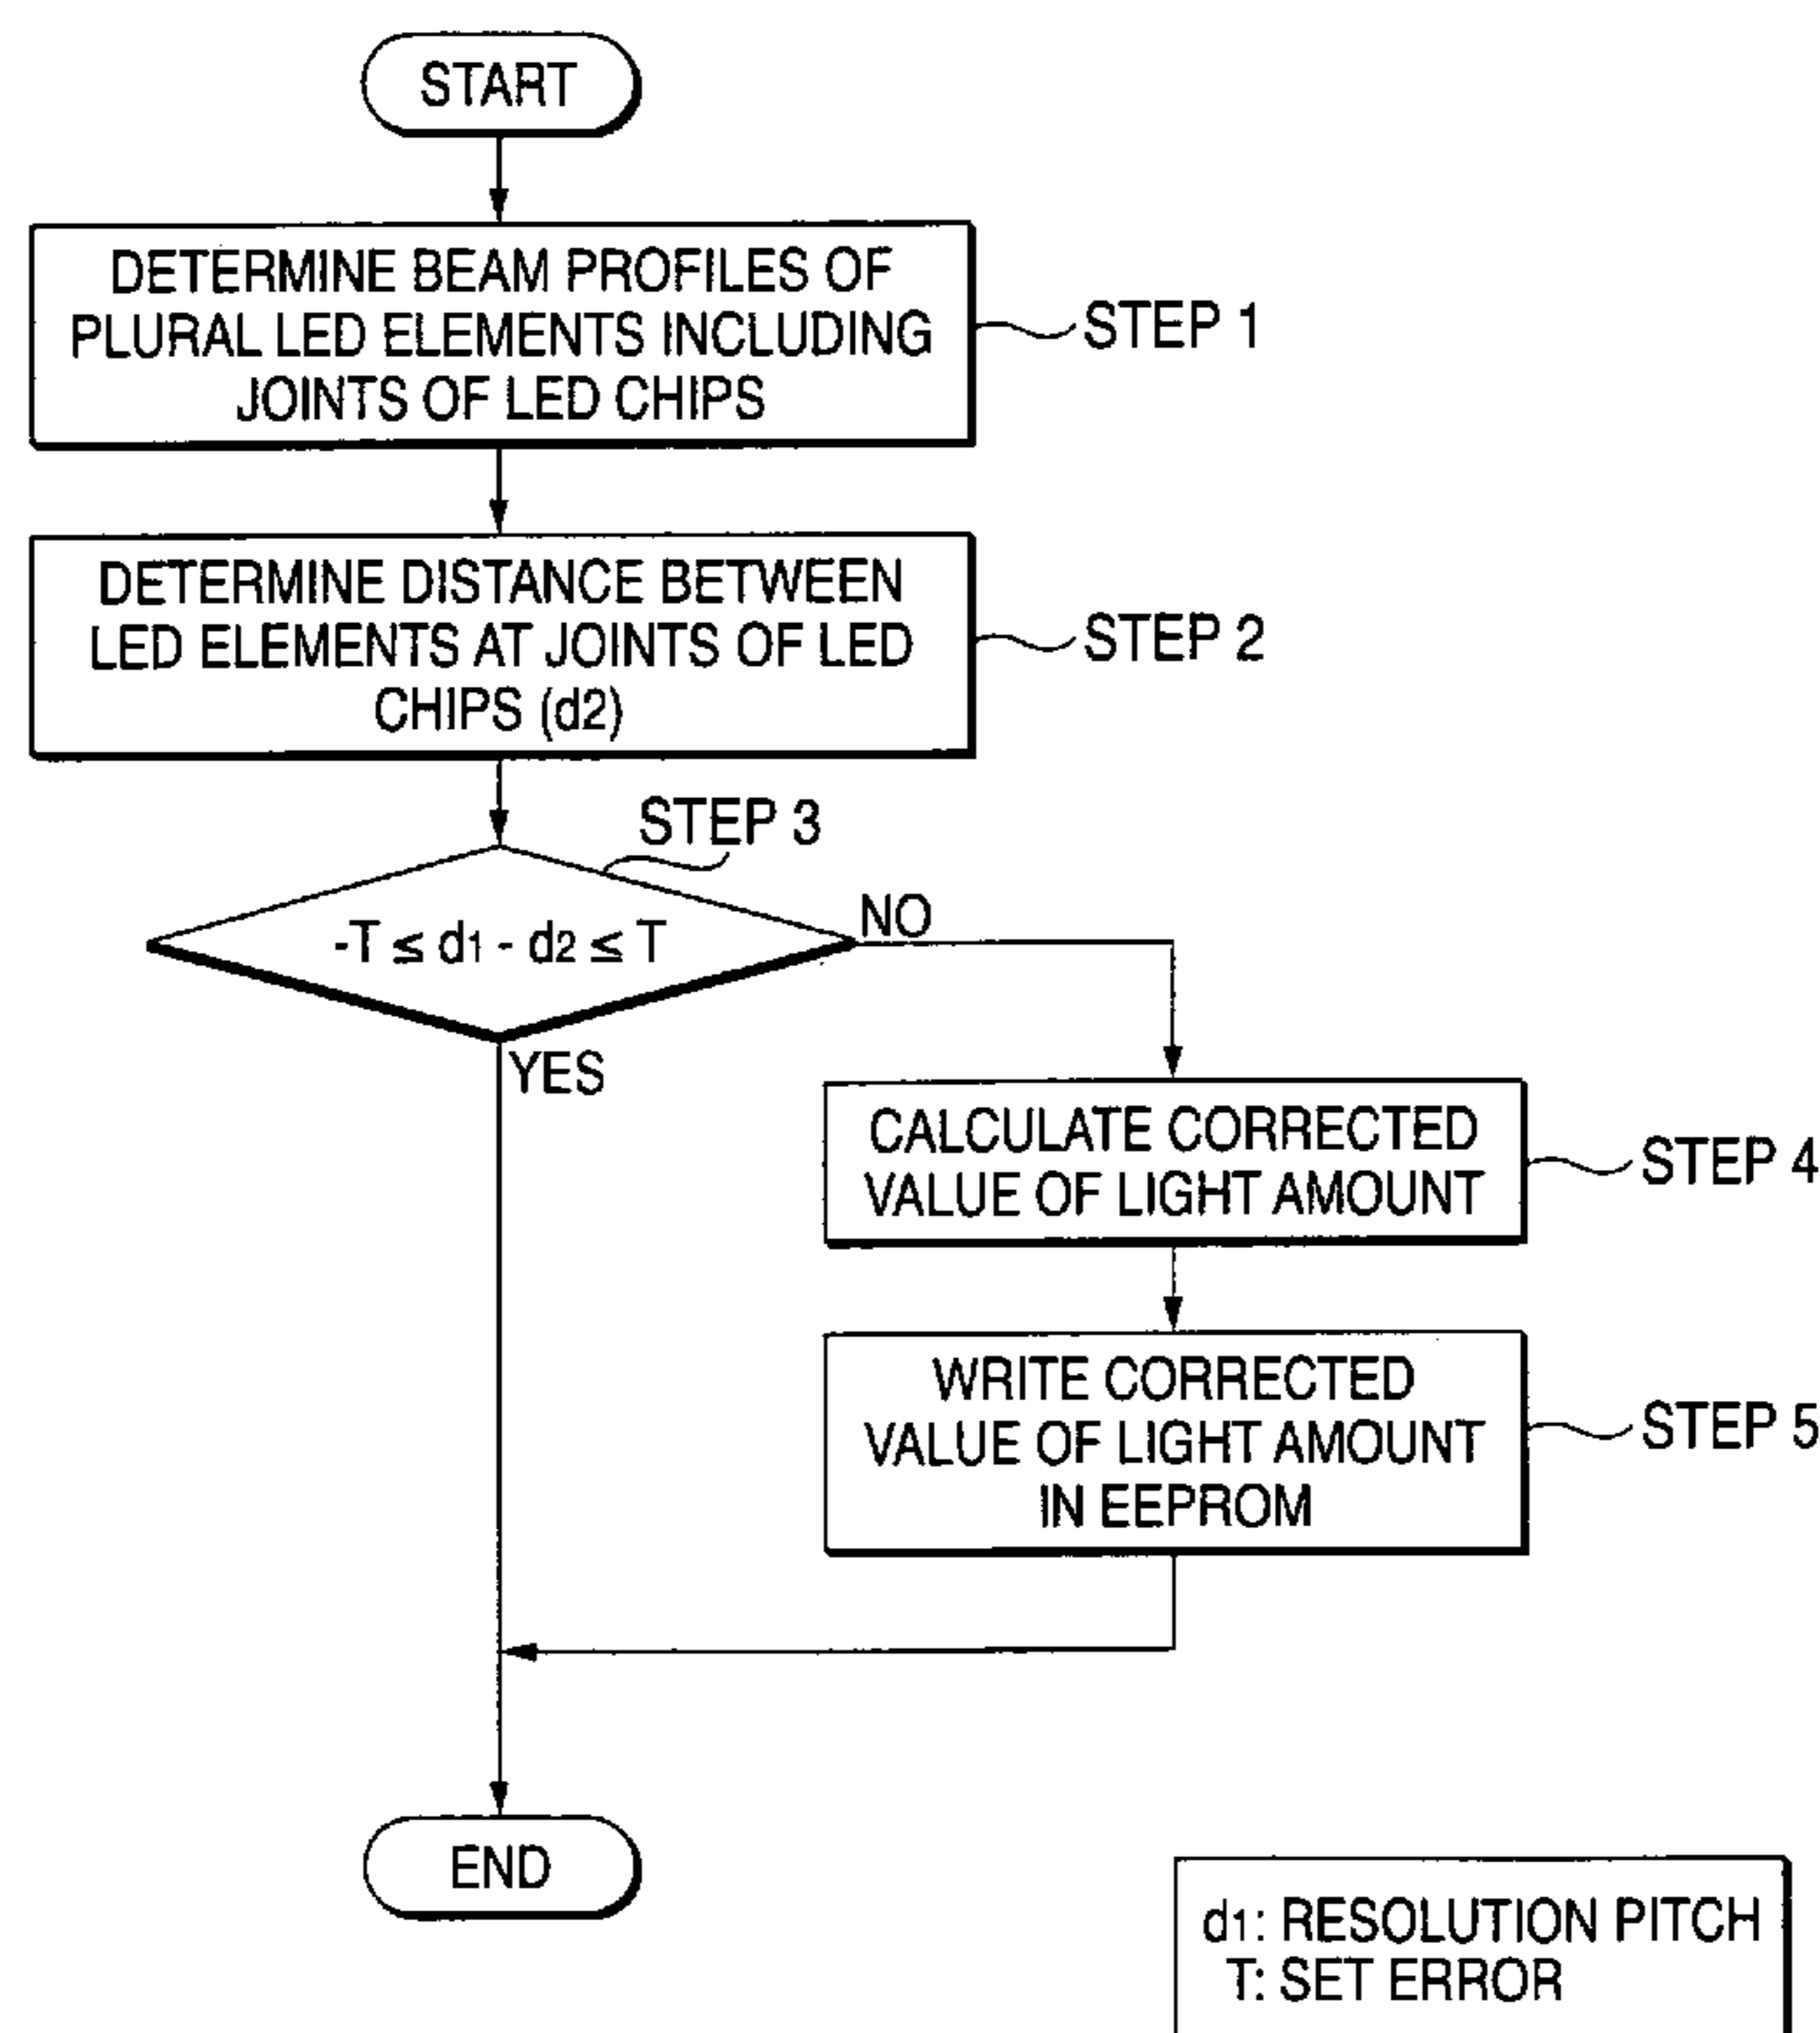 START
DETERMINE BEAM PROFILES OF
PLURAL LED ELEMENTS INCLUDING
JOINTS OF LED CHIPS
STEP 1
DETERMINE DISTANCE BETWEEN
LED ELEMENTS AT JOINTS OF LED
CHIPS (d2)
STEP 2
STEP 3
-T ≤ d1 - d2 ≤ T
NO
YES
CALCULATE CORRECTED
VALUE OF LIGHT AMOUNT
STEP 4
WRITE CORRECTED
VALUE OF LIGHT AMOUNT
IN EEPROM
STEP 5
END
d1: RESOLUTION PITCH
T: SET ERROR